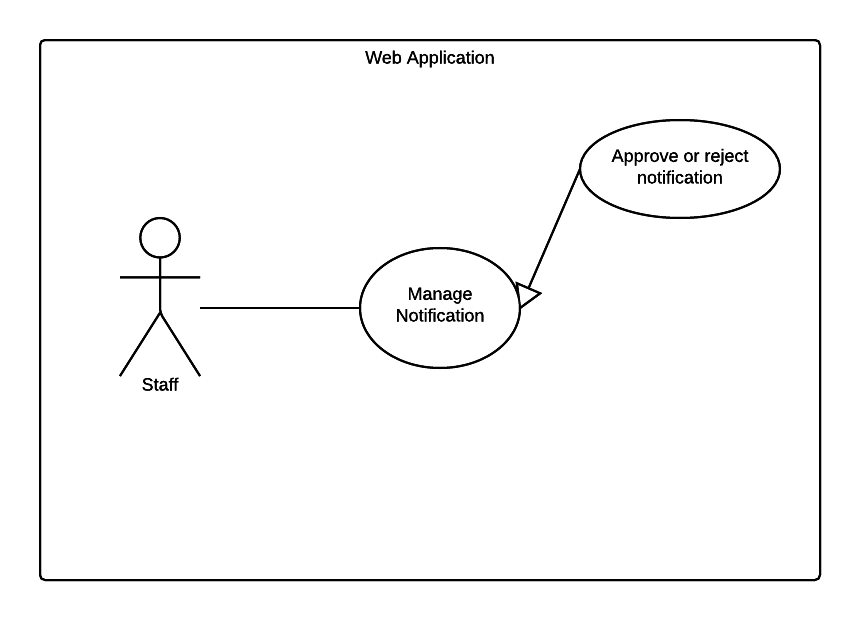 Web Application
Approve or reject
notification
Manage
Notification
Staff